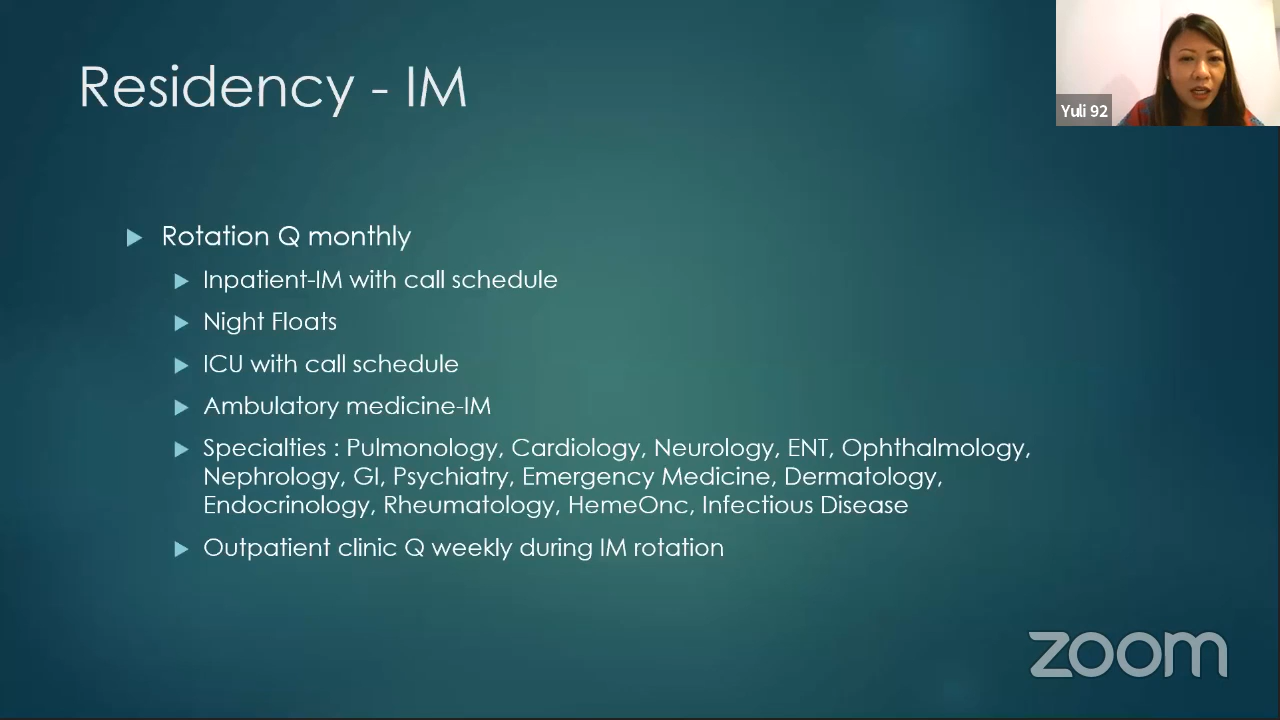 Residency - IM
Yuli 92
Rotation Q monthly
Inpatient-IM with call schedule
Night Floats
ICU with call schedule
Ambulatory medicine-IM
Specialties : Pulmonology, Cardiology, Neurology, ENT, Ophthalmology,
Nephrology, GI, Psychiatry, Emergency Medicine, Dermatology,
Endocrinology, Rheumatology, HemeOnc, Infectious Disease
Outpatient clinic Q weekly during IM rotation
zoom